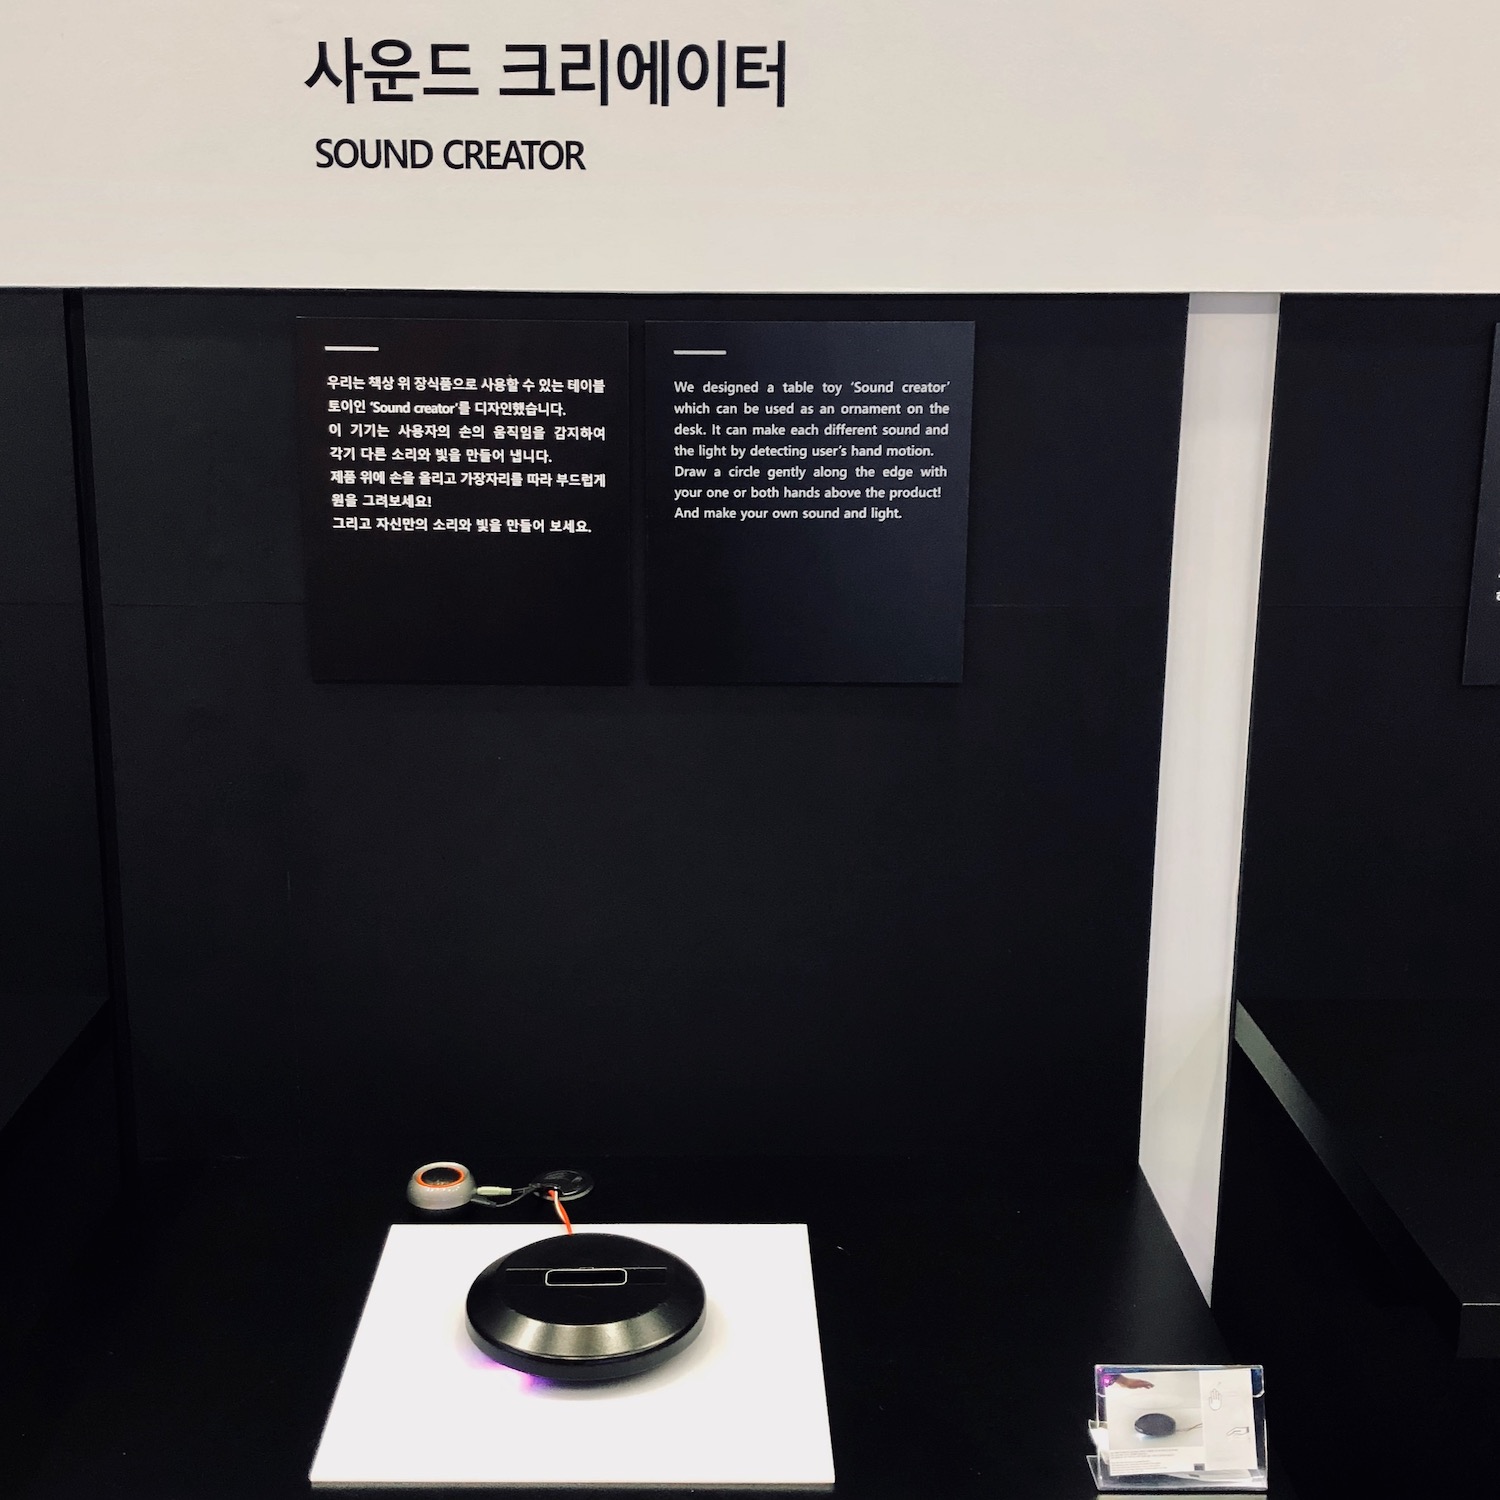 사운드 크리에이터
SOUND CREATOR
우리는 책상 위 장식품으로 사용할 수 있는 테이블
토이인 ‘Sound creator’를 디자인했습니다.
이 기기는 사용자의 손의 움직임을 감지하여
각기 다른 소리와 빛을 만들어 냅니다.
제품 위에 손을 올리고 가장자리를 따라 부드럽게
원을 그려보세요!
그리고 자신만의 소리와 빛을 만들어 보세요.
We designed a table toy ‘Sound creator’
which can be used as an ornament on the
desk. It can make each different sound and
the light by detecting user’s hand motion.
Draw a circle gently along the edge with
your one or both hands above the product!
And make your own sound and light.